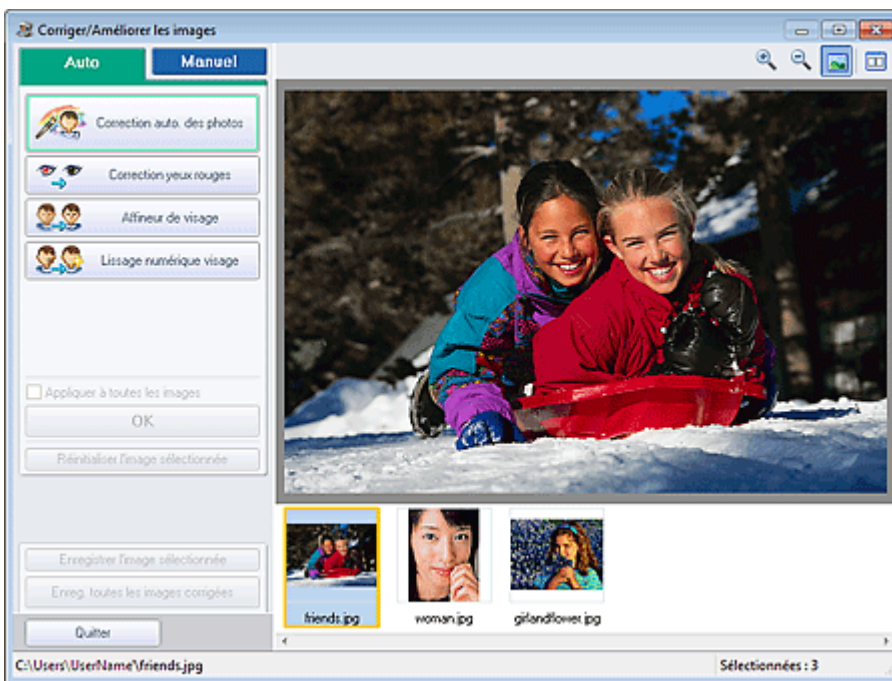 Corriger/Améliorer les images
Auto
Manuel
Correction auto. des photos
Correction yeux rouges
Affineur de visage
Lissage numérique visage
Appliquer à toutes les images
OK
Réinitialiser l'image sélectionnée
Enregistrer l'image sélectionnée
Enreg. toutes les images corrigées
Quitter
friends.jpg
woman.jpg
girlandflower.jpg
C:\Users\UserName\friends.jpg
Sélectionnées : 3